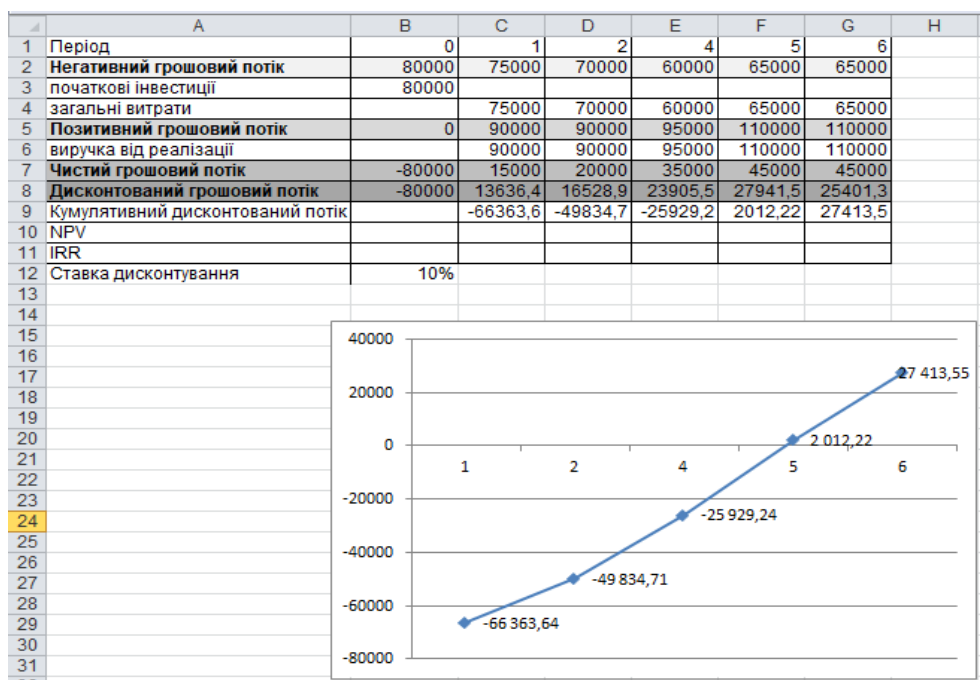 A B C D E F G H
1 Період 0 1 2 4 5 6
2 Негативний грошовий потік 80000 75000 70000 60000 65000 65000
3 початкові інвестиції 80000
4 загальні витрати 75000 70000 60000 65000 65000
5 Позитивний грошовий потік 0 90000 90000 95000 110000 110000
6 виручка від реалізації 90000 90000 95000 110000 110000
7 Чистий грошовий потік -80000 15000 20000 35000 45000 45000
8 Дисконтований грошовий потік -80000 13636,4 16528,9 23905,5 27941,5 25401,3
9 Кумулятивний дисконтований потік -66363,6 -49834,7 -25929,2 2012,22 27413,5
10 NPV
11 IRR
12 Ставка дисконтування 10%
13
14
15 40000
16
17 27 413,55
18 20000
19
20 0 2 012,22
21 1 2 4 5 6
22
23 -20000
24 -25 929,24
25 -40000
26
27 -49 834,71
28 -60000
29 -66 363,64
30
31 -80000